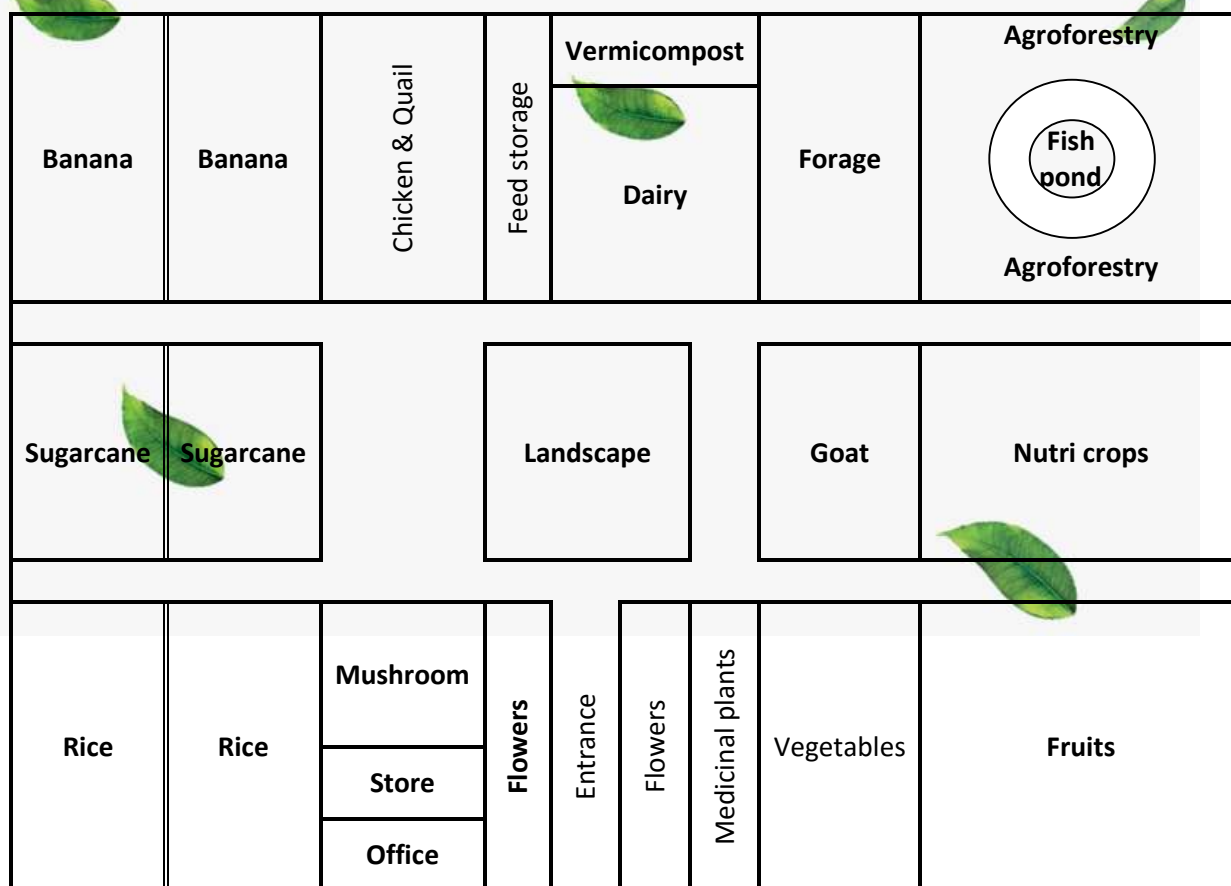 Agroforestry
Vermicompost
Banana
Banana
Chicken & Quail
Feed storage
Dairy
Forage
Fish
pond
Agroforestry
Sugarcane
Sugarcane
Landscape
Goat
Nutri crops
Rice
Rice
Mushroom
Store
Office
Flowers
Entrance
Flowers
Medicinal plants
Vegetables
Fruits